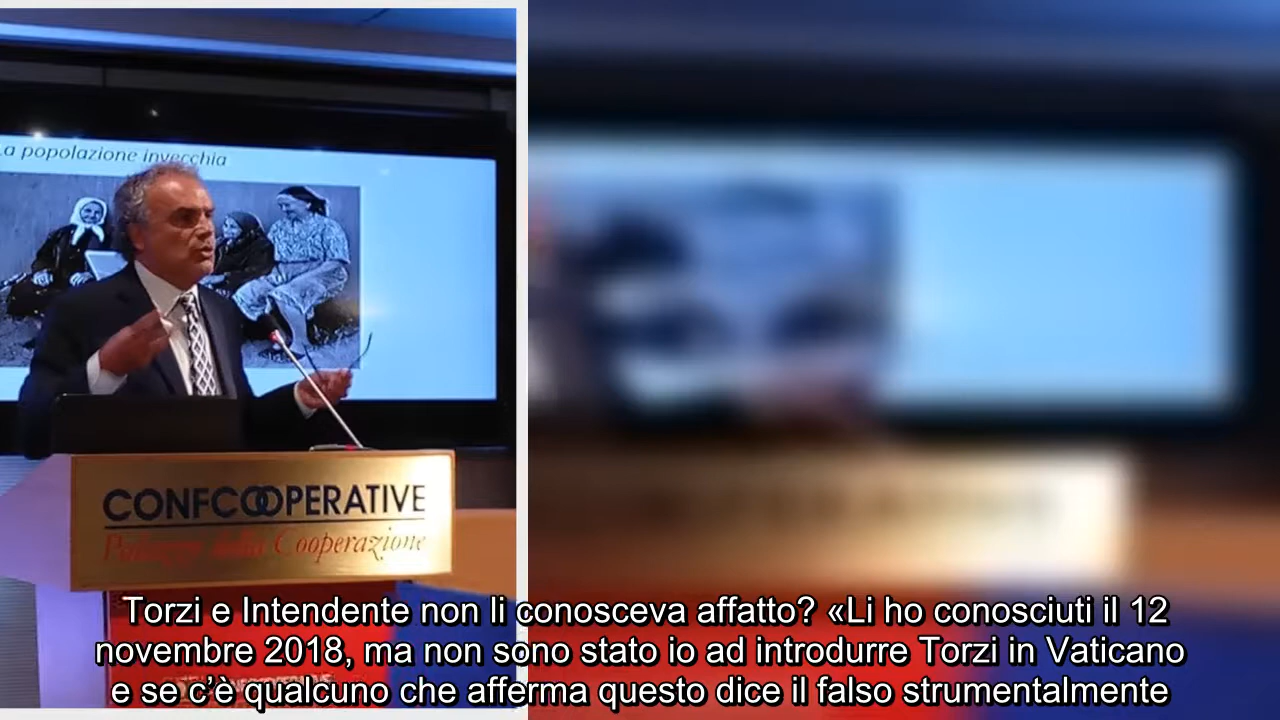 La popolazione invecchia
CONFCOOPERATIVE
Palazzo della Cooperazione
Torzi e Intendente non li conosceva affatto? «Li ho conosciuti il 12
novembre 2018, ma non sono stato io ad introdurre Torzi in Vaticano
e se c’è qualcuno che afferma questo dice il falso strumentalmente